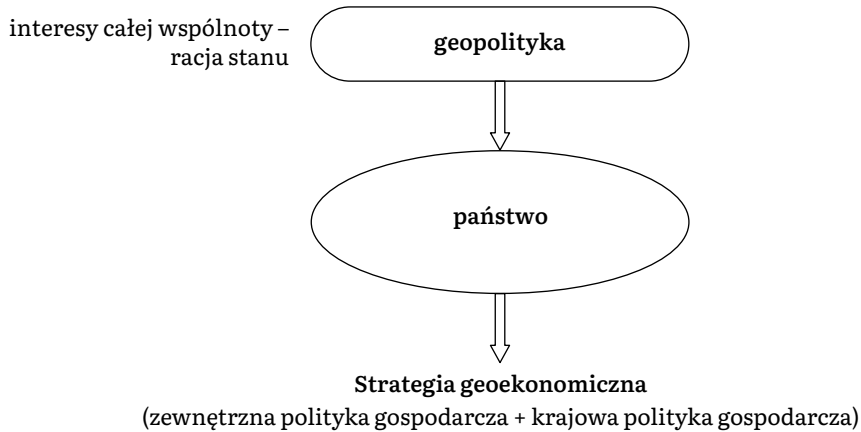 interesy całej wspólnoty –
racja stanu
geopolityka
państwo
Strategia geoekonomiczna
(zewnętrzna polityka gospodarcza + krajowa polityka gospodarcza)